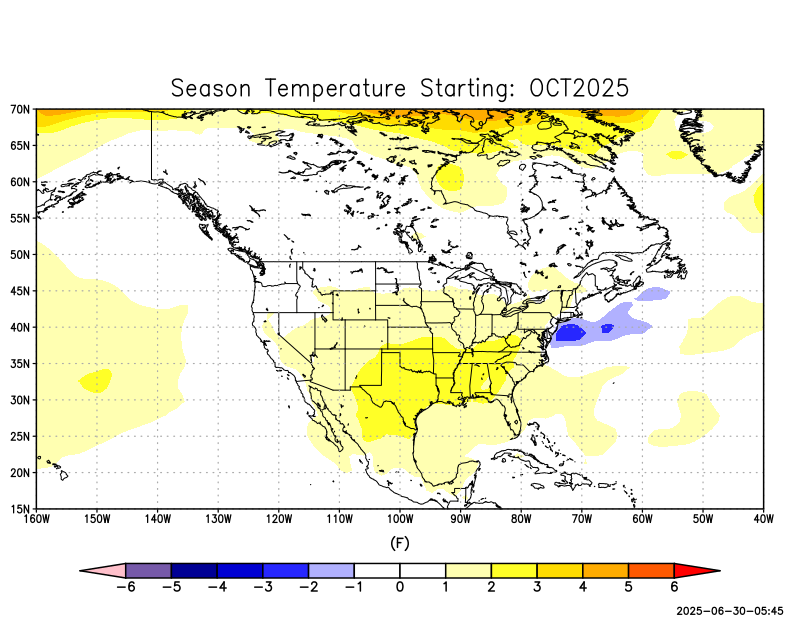 Season Temperature Starting: OCT2025
70N
65N
60N
55N
50N
45N
40N
35N
30N
25N
20N
15N
160W 150W 140W 130W 120W 110W 100W 90W 80W 70W 60W 50W 40W
(F)
−6 −5 −4 −3 −2 −1 0 1 2 3 4 5 6
2025−06−30−05:45